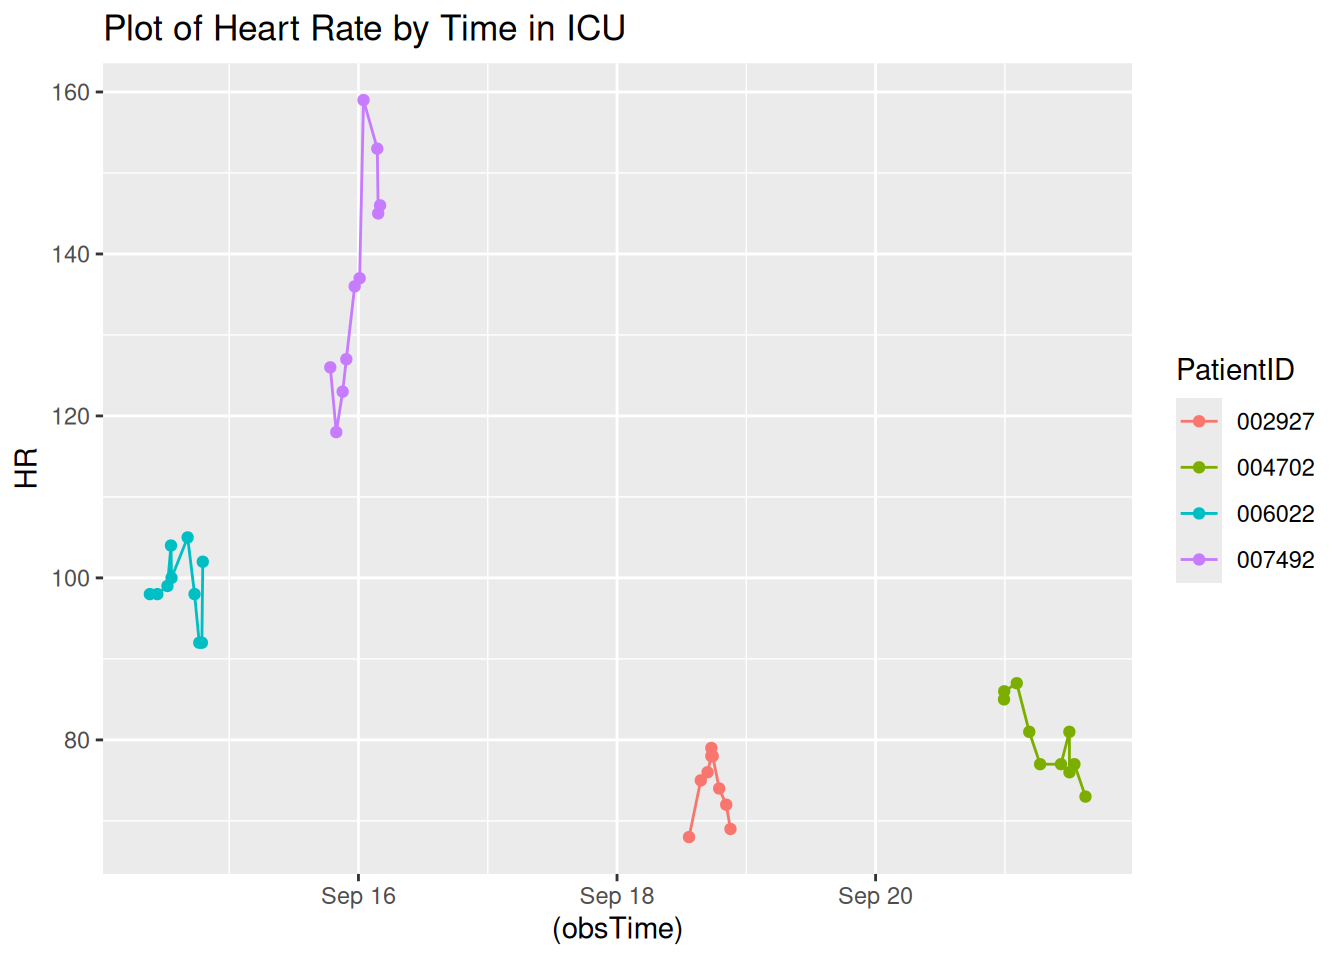 Plot of Heart Rate by Time in ICU
160
140
120
100
80
HR
Sep 16
Sep 18
Sep 20
(obsTime)
PatientID
002927
004702
006022
007492